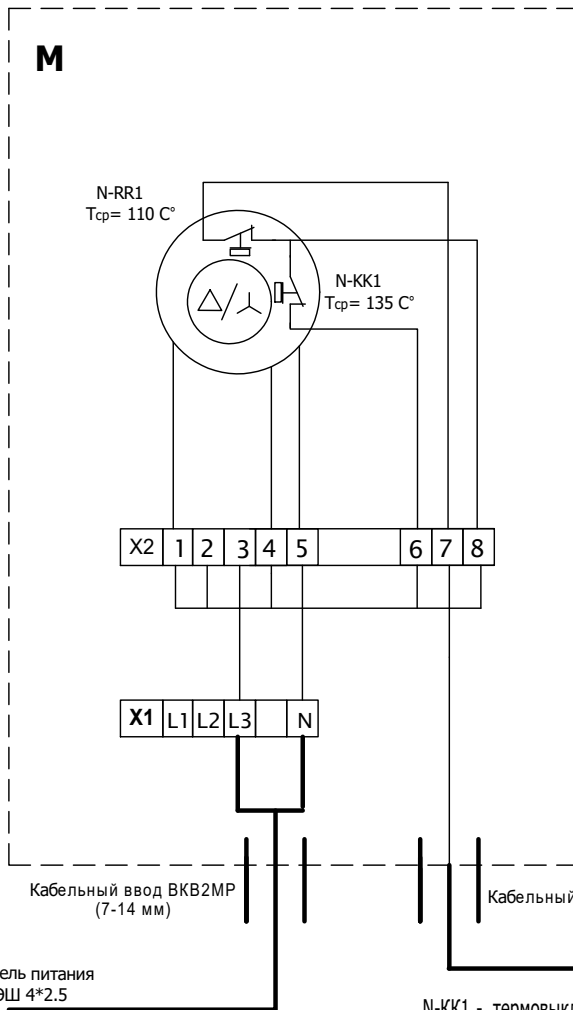 M
N-RR1
Tср= 110 C°
N-KK1
Tср= 135 C°
X2 1 2 3 4 5 6 7 8
X1 L1 L2 L3 N
Кабельный ввод ВКВ2МР
(7-14 мм)
Кабельный
ель питания
ЭШ 4*2.5
N-KK1 - термовыкл